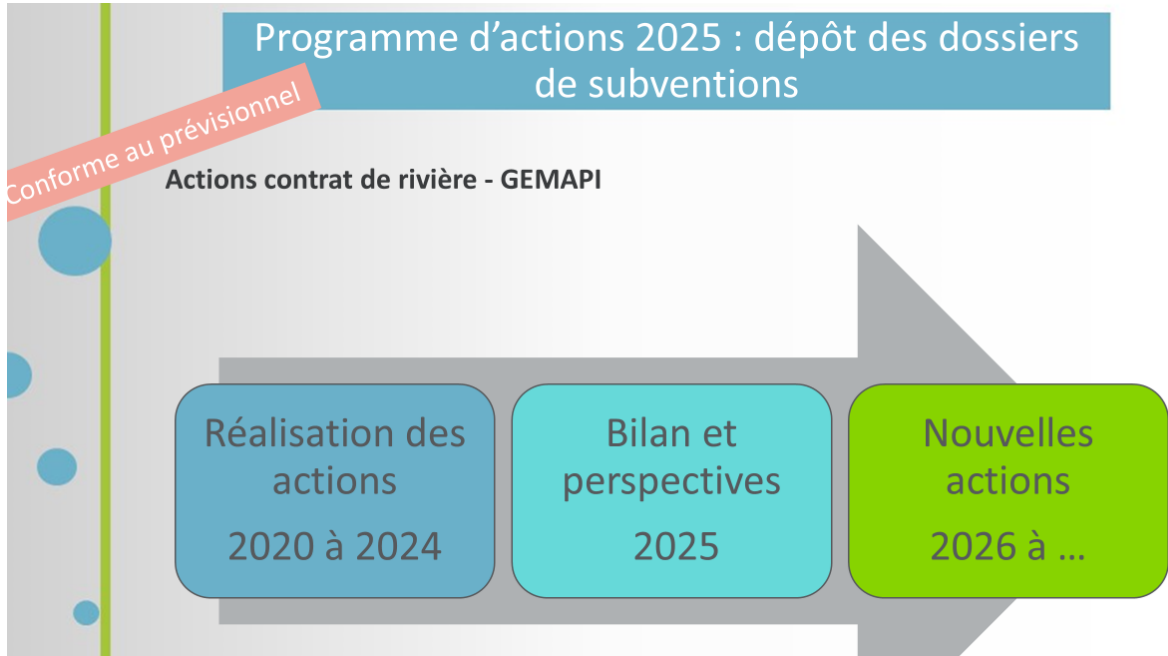 Programme d’actions 2025 : dépôt des dossiers
de subventions
Conforme au prévisionnel
Actions contrat de rivière - GEMAPI
Réalisation des
actions
2020 à 2024
Bilan et
perspectives
2025
Nouvelles
actions
2026 à ...